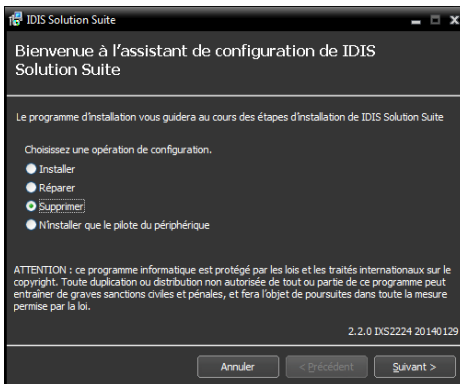 IDIS Solution Suite
Bienvenue à l'assistant de configuration de IDIS
Solution Suite
Le programme d'installation vous guidera au cours des étapes d'installation de IDIS Solution Suite
Choisissez une opération de configuration.
Installer
Réparer
Supprimer
N'installer que le pilote du périphérique
ATTENTION : ce programme informatique est protégé par les lois et les traités internationaux sur le
copyright. Toute duplication ou distribution non autorisée de tout ou partie de ce programme peut
entraîner de graves sanctions civiles et pénales, et fera l'objet de poursuites dans toute la mesure
permise par la loi.
2.2.0 IXS2224 20140129
Annuler < Précédent Suivant >